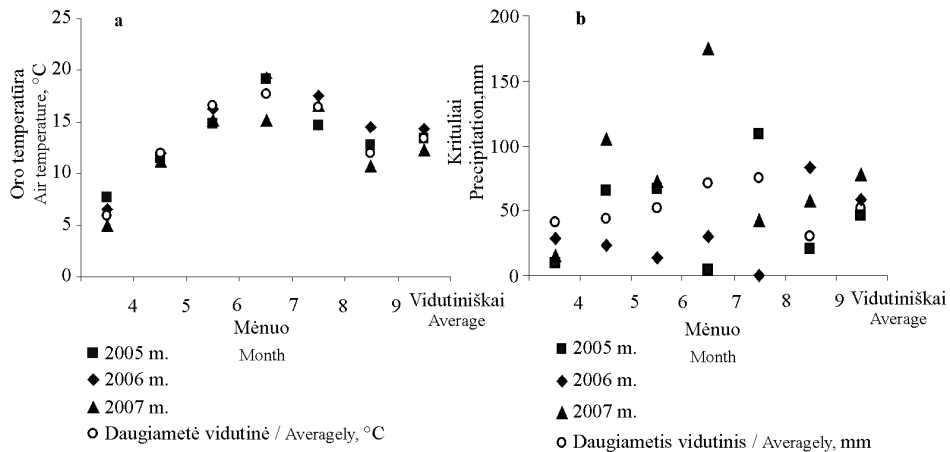 a
25
20
15
10
5
0
Oro temperatūra
Air temperature, °C
4 5 6 7 8 9 Vidutiniškai
Average
Mėnuo
Month
2005 m.
2006 m.
2007 m.
Daugiametė vidutinė / Averagely, °C
b
200
150
100
50
0
Krituliai
Precipitation,mm
4 5 6 7 8 9 Vidutiniškai
Average
Mėnuo
Month
2005 m.
2006 m.
2007 m.
Daugiametis vidutinis / Averagely, mm